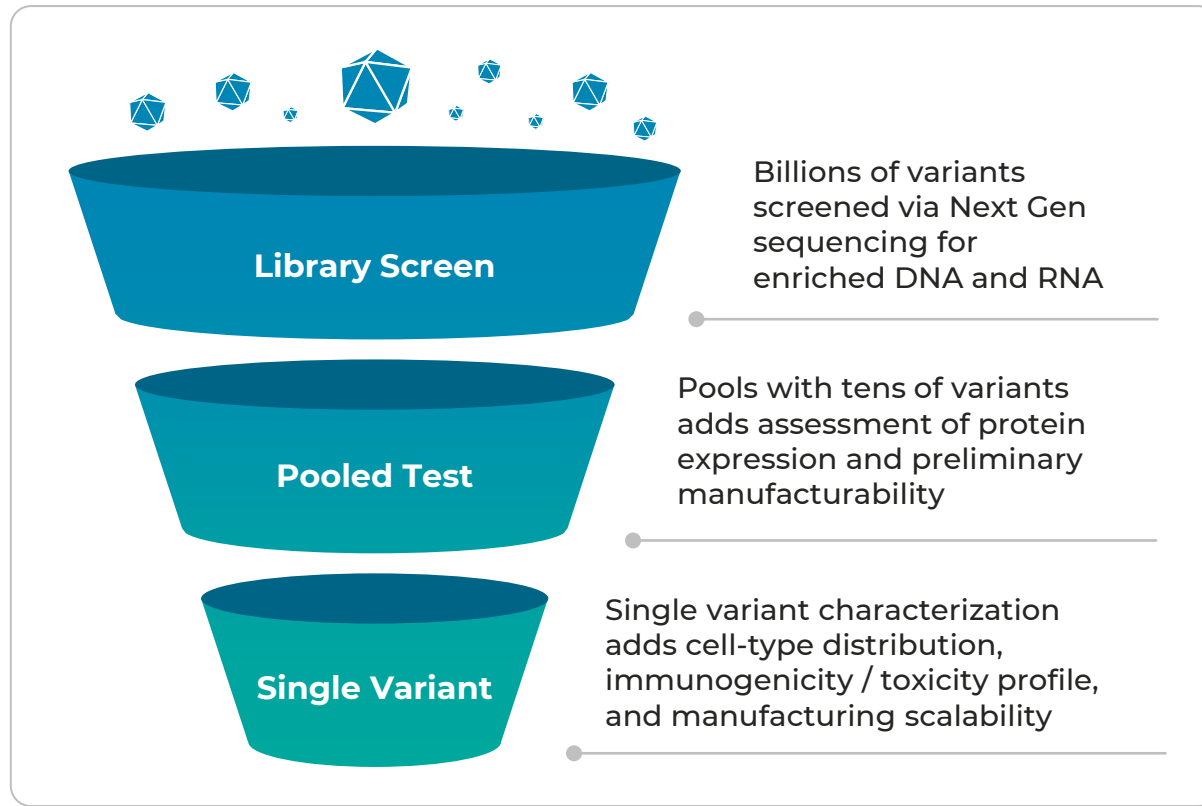 Library Screen
Billions of variants
screened via Next Gen
sequencing for
enriched DNA and RNA
Pooled Test
Pools with tens of variants
adds assessment of protein
expression and preliminary
manufacturability
Single Variant
Single variant characterization
adds cell-type distribution,
immunogenicity / toxicity profile,
and manufacturing scalability